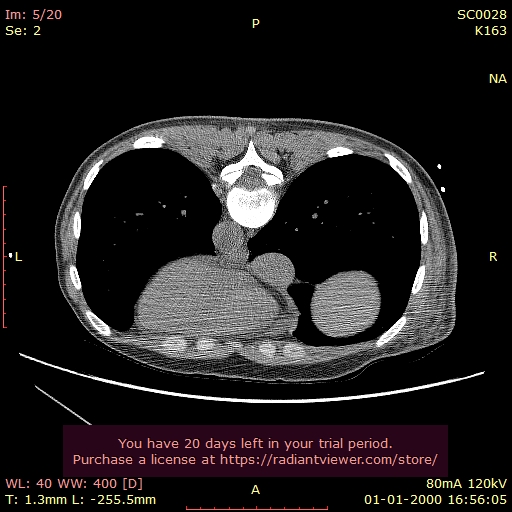 Im: 5/20
Se: 2
P
SC0028
K163
NA
L
R
You have 20 days left in your trial period.
Purchase a license at https://radiantviewer.com/store/
WL: 40 WW: 400 [D]
T: 1.3mm L: -255.5mm
A
80mA 120kV
01-01-2000 16:56:05